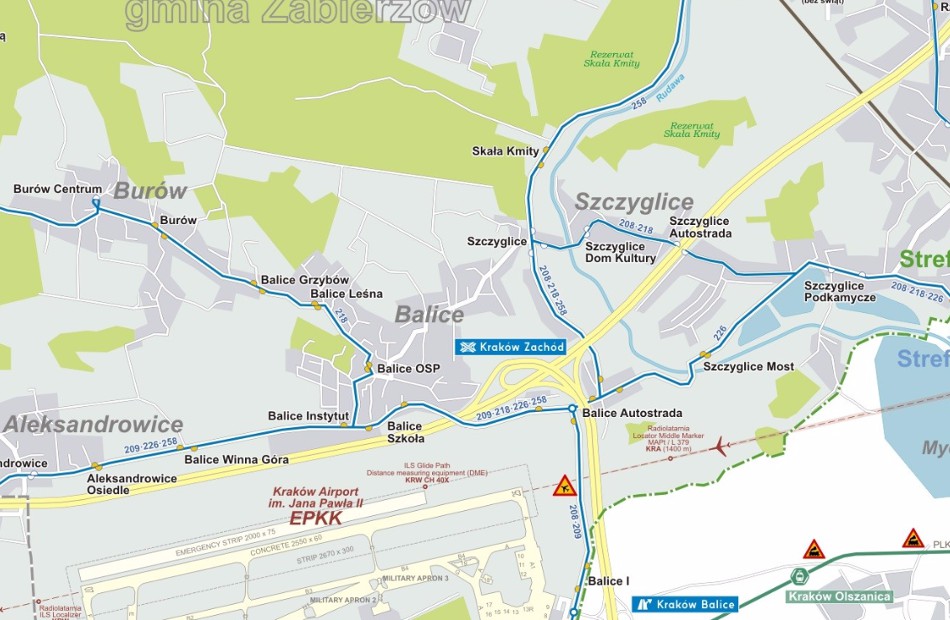 gmina Zabierzów
(bez świąt)
Rezerwat
Skała Kmity
258
Rudawa
Rezerwat
Skała Kmity
Skała Kmity
Burów Centrum
Burów
Burów
Szczyglice
208·218
Szczyglice
Autostrada
Szczyglice
Szczyglice
Dom Kultury
Stref
Balice Grzybów
Balice Leśna
218
208·218·258
Szczyglice
Podkamycze
208·218·226
Balice
226
Kraków Zachód
Stref
Szczyglice Most
Balice OSP
209·218·226·258
Balice Instytut
Balice Autostrada
Balice
Szkoła
Aleksandrowice
209·226·258
Radiolatarnia
Locator Middle Marker
MAPI / L 379
KRA (1400 m)
Balice Winna Góra
ndrowice
Aleksandrowice
Osiedle
ILS Glide Path
Distance measuring equipment (DME)
KRW CH 40X
Kraków Airport
im. Jana Pawła II
EPKK
208·209
EMERGENCY STRIP 2000 x 75
CONCRETE 2550 x 60
STRIP 2670 x 300
PLK
MILITARY APRON 3
MILITARY APRON 2
Balice I
Kraków Olszanica
Kraków Balice
Radiolatarnia
ILS Localizer